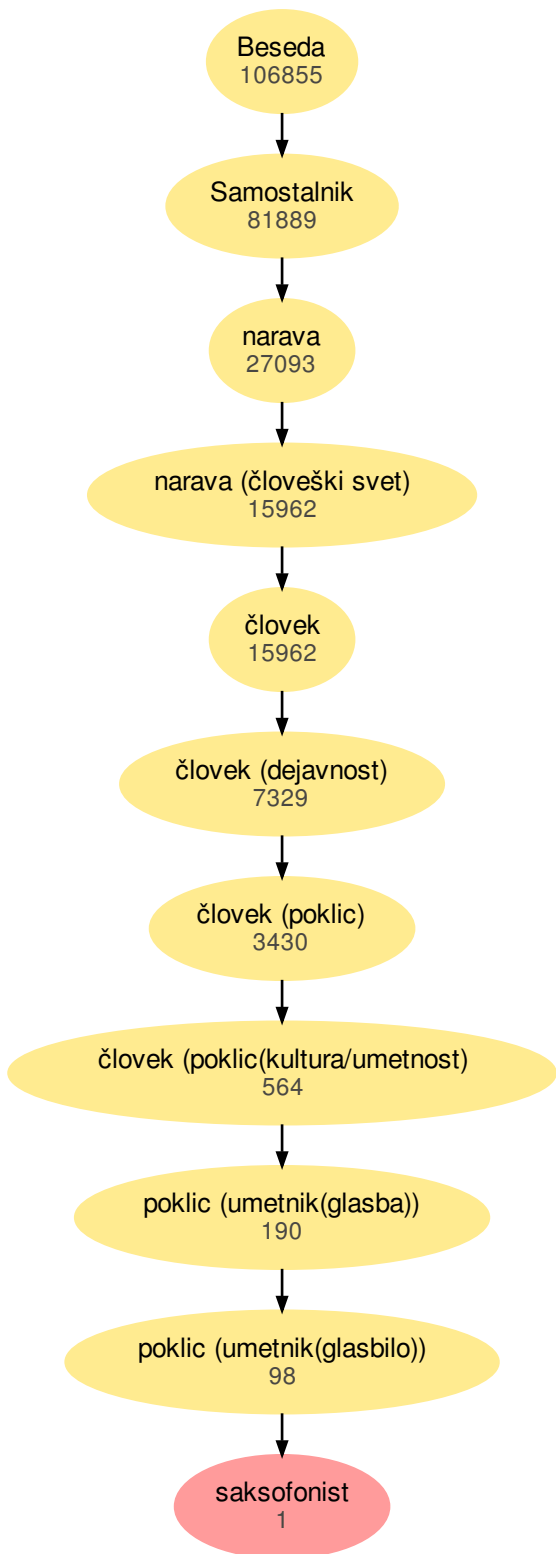 Beseda
106855
Samostalnik
81889
narava
27093
narava (človeški svet)
15962
človek
15962
človek (dejavnost)
7329
človek (poklic)
3430
človek (poklic(kultura/umetnost)
564
poklic (umetnik(glasba))
190
poklic (umetnik(glasbilo))
98
saksofonist
1